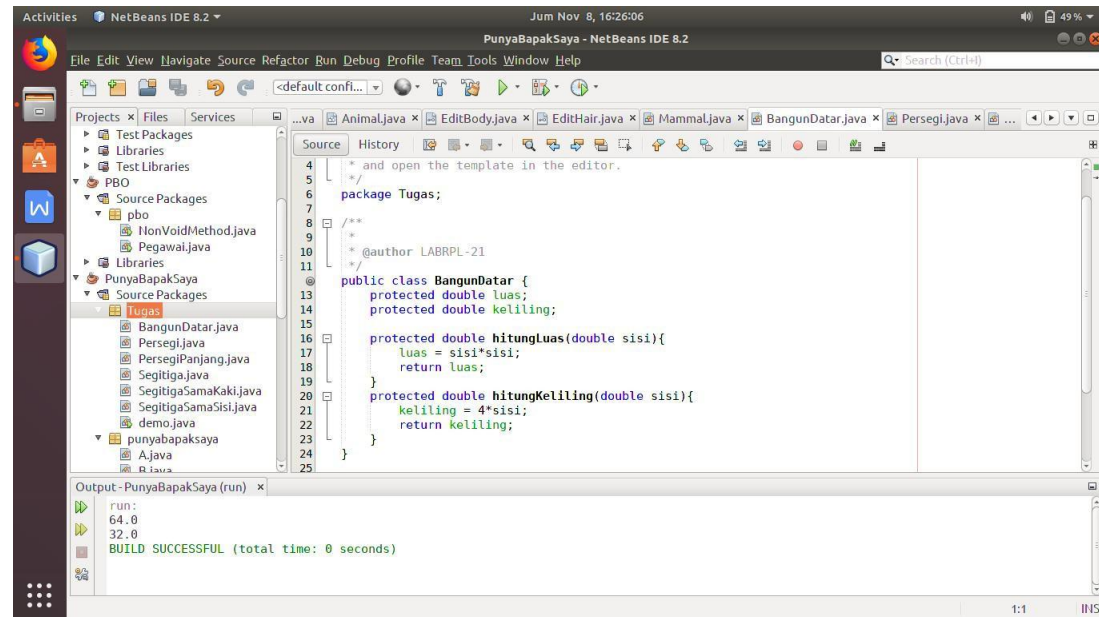 Activities NetBeans IDE 8.2 Jum Nov 8, 16:26:06 49 %
PunyaBapakSaya - NetBeans IDE 8.2
File Edit View Navigate Source Refactor Run Debug Profile Team Tools Window Help Search (Ctrl+I)
<default confi...
Projects Files Services
...va Animal.java EditBody.java EditHair.java Mammal.java BangunDatar.java Persegi.java ...
Test Packages
Libraries
Test Libraries
PBO
Source Packages
pbo
NonVoidMethod.java
Pegawai.java
Libraries
PunyaBapakSaya
Source Packages
Tugas
BangunDatar.java
Persegi.java
PersegiPanjang.java
Segitiga.java
SegitigaSamaKaki.java
SegitigaSamaSisi.java
demo.java
punyabapaksaya
A.java
B.java
Source History
4 * and open the template in the editor.
5 */
6 package Tugas;
7
8 /**
9 *
10 * @author LABRPL-21
11 */
public class BangunDatar {
13 protected double luas;
14 protected double keliling;
15
16 protected double hitungLuas(double sisi){
17 luas = sisi*sisi;
18 return luas;
19 }
20 protected double hitungKeliling(double sisi){
21 keliling = 4*sisi;
22 return keliling;
23 }
24 }
25
Output - PunyaBapakSaya (run)
run:
64.0
32.0
BUILD SUCCESSFUL (total time: 0 seconds)
1:1 INS